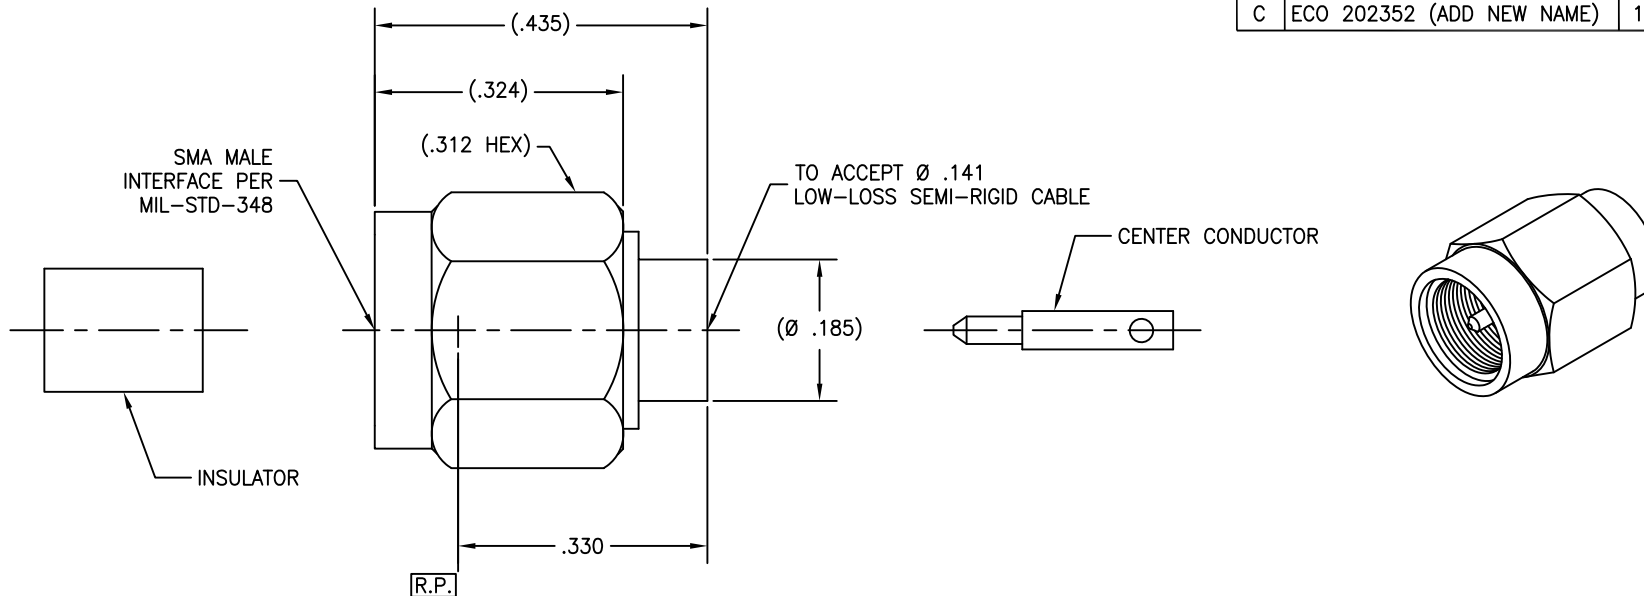 (.435)
C ECO 202352 (ADD NEW NAME) 1
(.324)
(.312 HEX)
SMA MALE
INTERFACE PER
MIL-STD-348
TO ACCEPT Ø .141
LOW-LOSS SEMI-RIGID CABLE
CENTER CONDUCTOR
(Ø .185)
INSULATOR
.330
R.P.